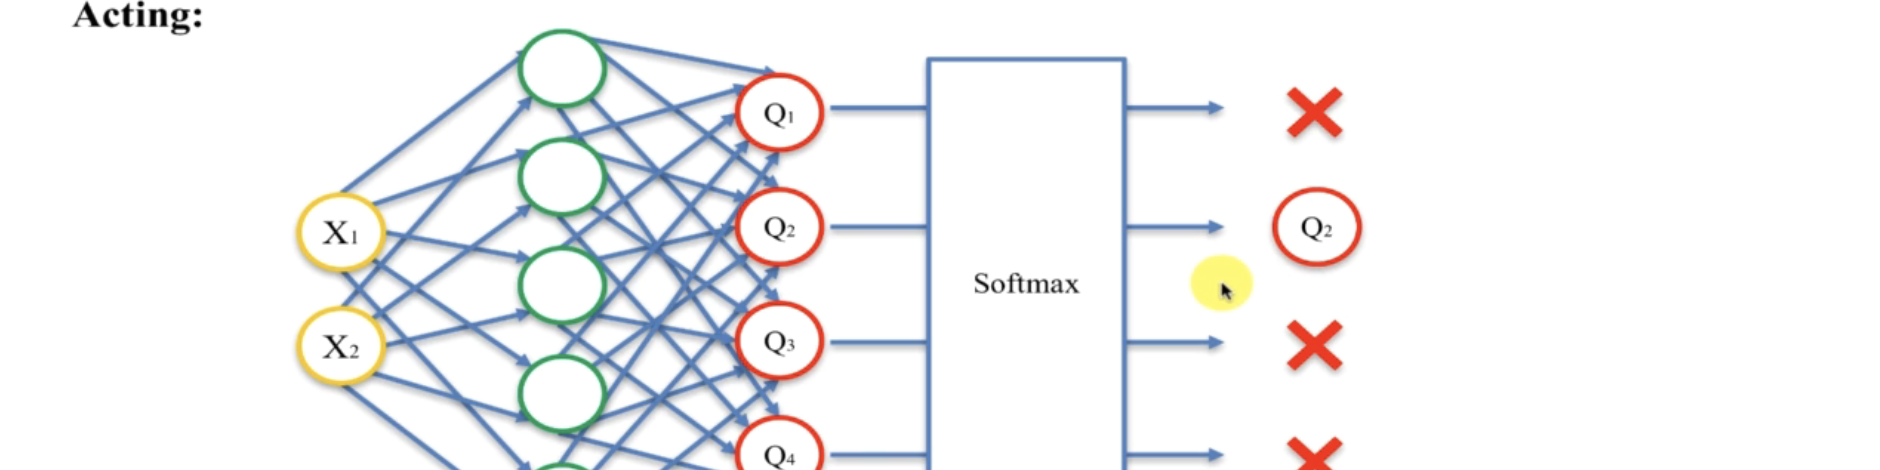 Acting:
Q1
X1
Q2
Q2
Softmax
X2
Q3
Q4